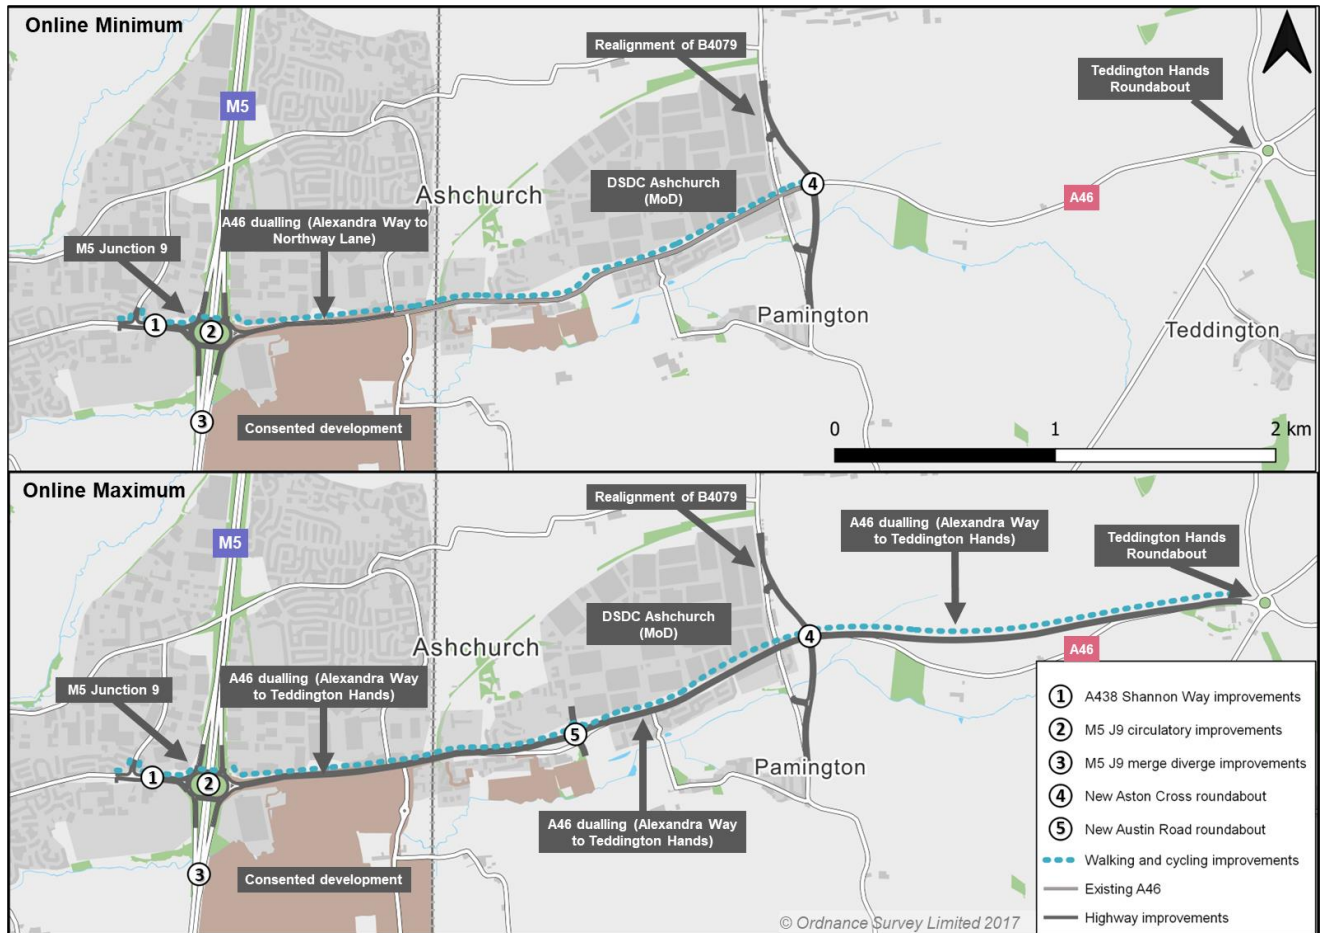 Online Minimum
Realignment of B4079
Teddington Hands
Roundabout
M5
DSDC Ashchurch
(MoD)
4
A46
Ashchurch
A46 dualling (Alexandra Way to
Northway Lane)
M5 Junction 9
Pamington
Teddington
1
2
3
Consented development
0
1
2 km
Online Maximum
Realignment of B4079
A46 dualling (Alexandra Way
to Teddington Hands)
Teddington Hands
Roundabout
M5
DSDC Ashchurch
(MoD)
4
A46
Ashchurch
A46 dualling (Alexandra Way
to Teddington Hands)
M5 Junction 9
5
Pamington
1
2
A46 dualling (Alexandra Way
to Teddington Hands)
3
Consented development
1 A438 Shannon Way improvements
2 M5 J9 circulatory improvements
3 M5 J9 merge diverge improvements
4 New Aston Cross roundabout
5 New Austin Road roundabout
Walking and cycling improvements
Existing A46
Highway improvements
© Ordnance Survey Limited 2017